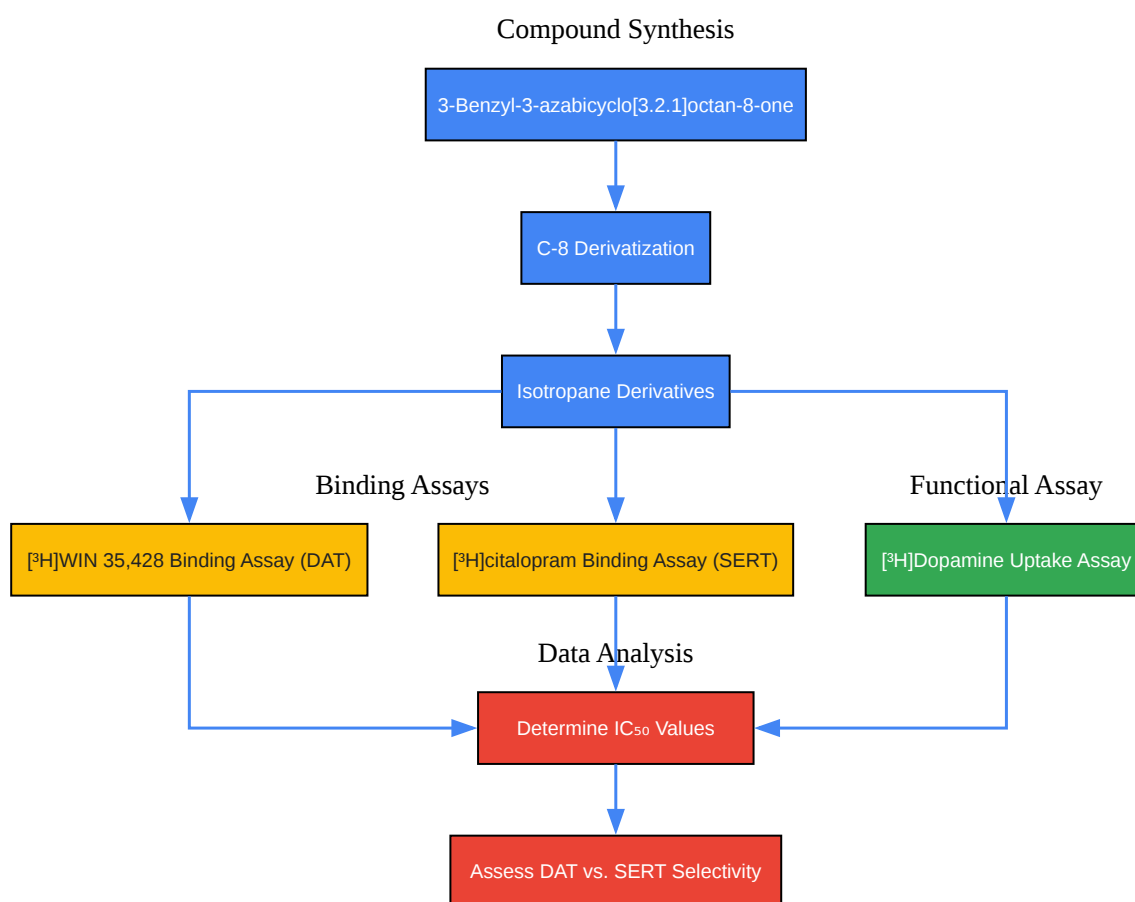 Compound Synthesis
3-Benzyl-3-azabicyclo[3.2.1]octan-8-one
C-8 Derivatization
Isotropane Derivatives
Binding Assays
Functional Assay
[³H]WIN 35,428 Binding Assay (DAT)
[³H]citalopram Binding Assay (SERT)
[³H]Dopamine Uptake Assay
Data Analysis
Determine IC₅₀ Values
Assess DAT vs. SERT Selectivity